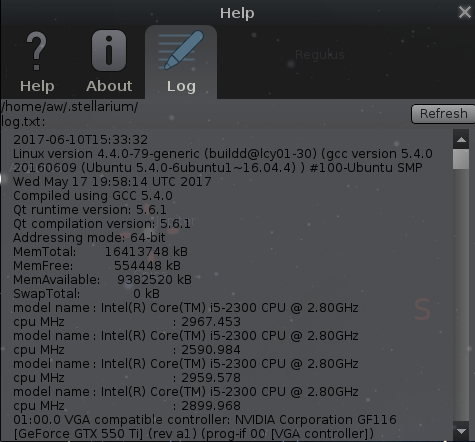 Help
Regulus
Help About Log
/home/aw/.stellarium/
log.txt:
Refresh
2017-06-10T15:33:32
Linux version 4.4.0-79-generic (buildd@lcy01-30) (gcc version 5.4.0
20160609 (Ubuntu 5.4.0-6ubuntu1~16.04.4) ) #100-Ubuntu SMP
Wed May 17 19:58:14 UTC 2017
Compiled using GCC 5.4.0
Qt runtime version: 5.6.1
Qt compilation version: 5.6.1
Addressing mode: 64-bit
MemTotal: 16413748 kB
MemFree: 554448 kB
MemAvailable: 9382520 kB
SwapTotal: 0 kB
model name : Intel(R) Core(TM) i5-2300 CPU @ 2.80GHz
cpu MHz : 2967.453
model name : Intel(R) Core(TM) i5-2300 CPU @ 2.80GHz
cpu MHz : 2590.984
S
model name : Intel(R) Core(TM) i5-2300 CPU @ 2.80GHz
cpu MHz : 2959.578
model name : Intel(R) Core(TM) i5-2300 CPU @ 2.80GHz
cpu MHz : 2899.968
01:00.0 VGA compatible controller: NVIDIA Corporation GF116
[GeForce GTX 550 Ti] (rev a1) (prog-if 00 [VGA controller])